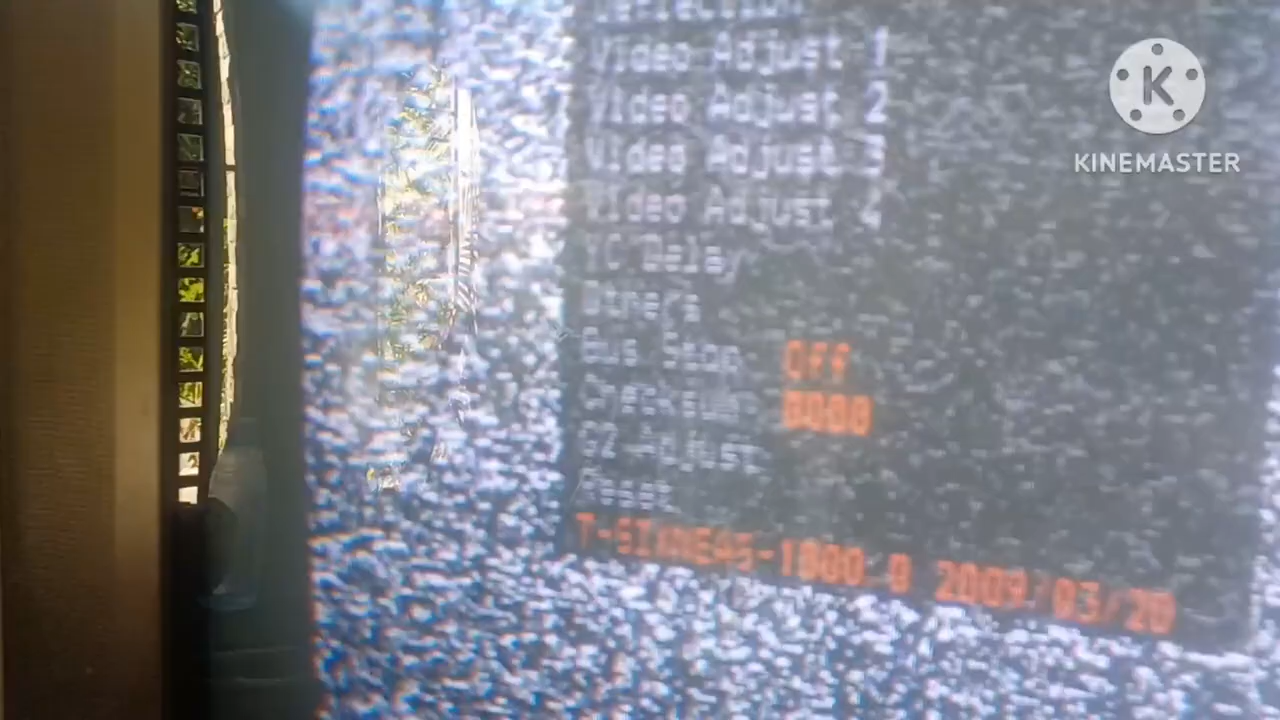 Deflection
Video Adjust 1
Video Adjust 2
Video Adjust 3
Video Adjust 4
YC Delay
Others
Bus Stop Off
Checksum
G2 Adjust
Reset
2009/03/20
K
KINEMASTER